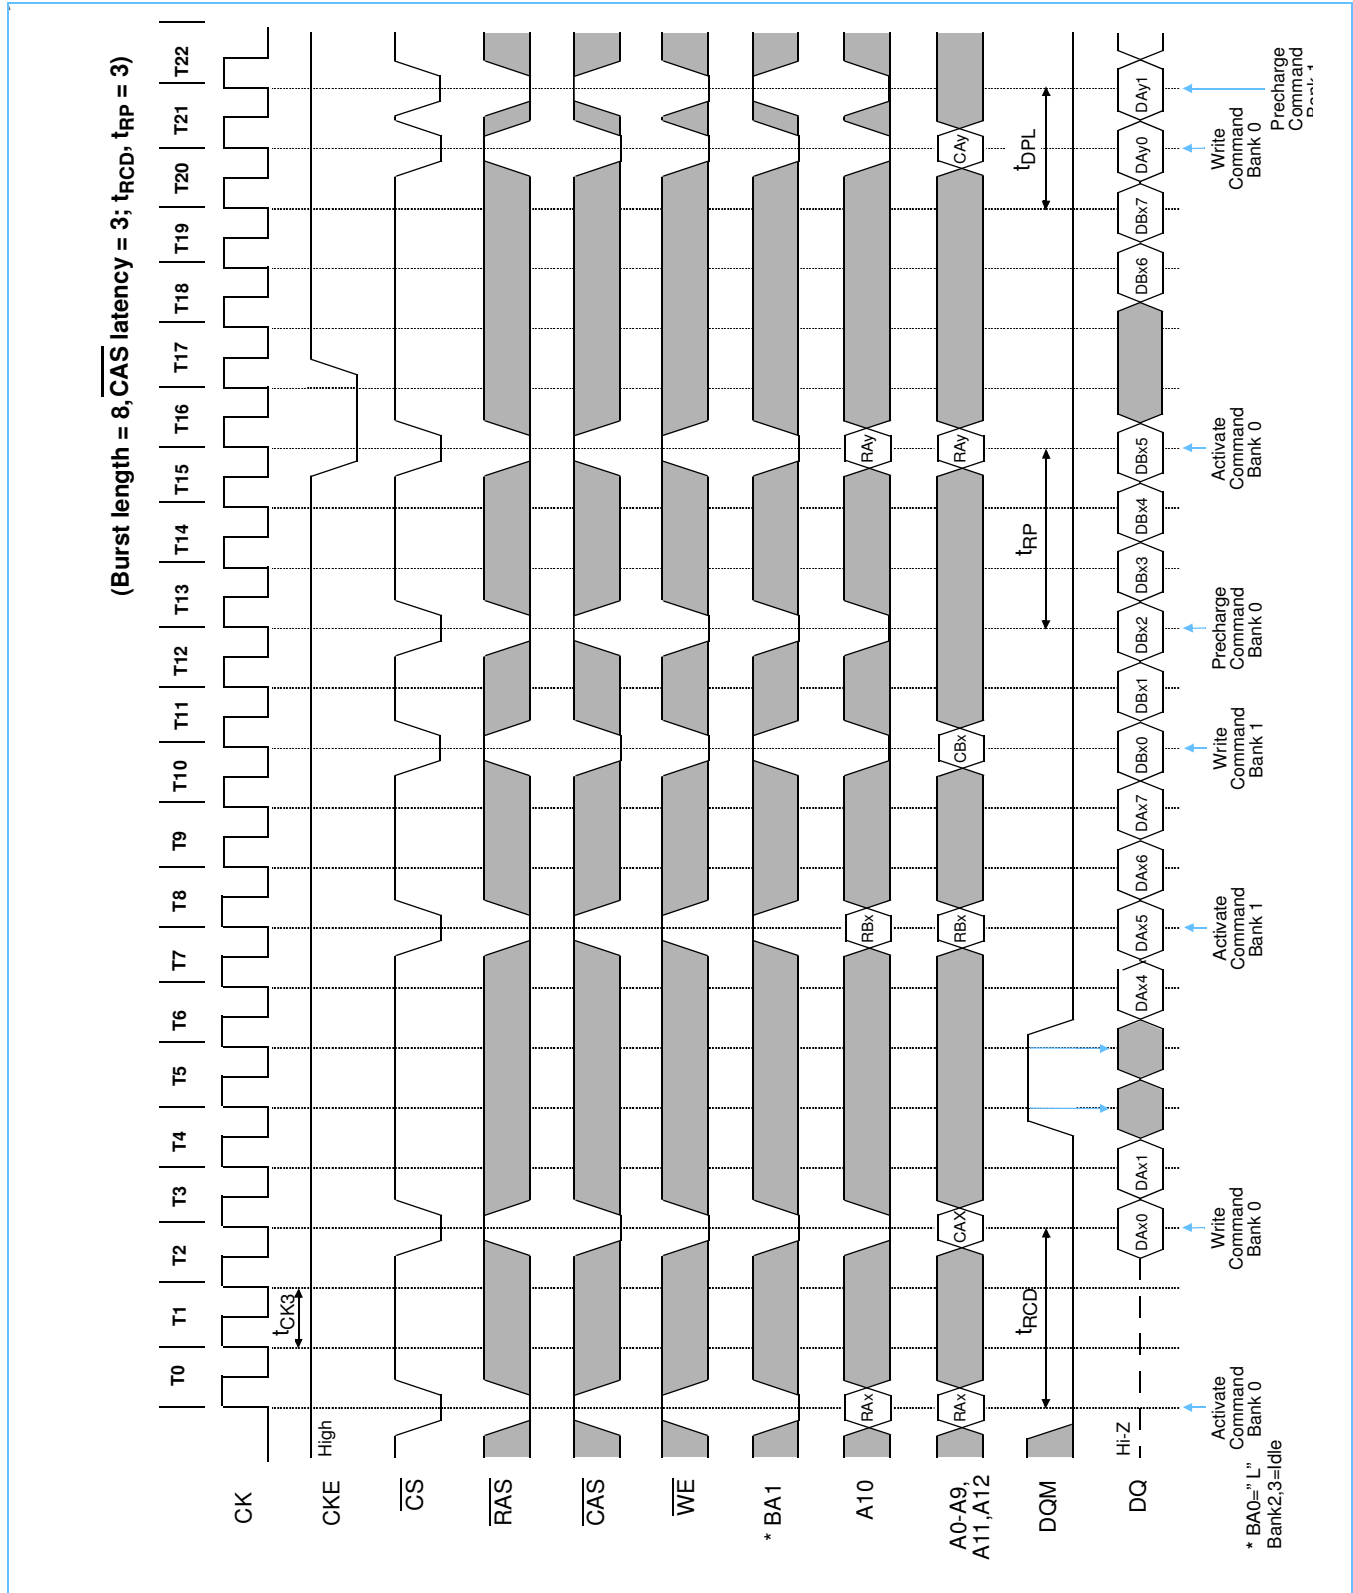 (Burst length = 8, CAS latency = 3; tRCD, tRP = 3)
T0 T1 T2 T3 T4 T5 T6 T7 T8 T9 T10 T11 T12 T13 T14 T15 T16 T17 T18 T19 T20 T21 T22
CK
tCK3
CKE
High
CS
RAS
CAS
WE
* BA1
A10
RAx RBx RAy
A0-A9,
A11,A12
RAx CAX RBx CBx RAy CAy
DQM
tRCD tRP tDPL
DQ
Hi-Z
DAx0 DAx1 DAx4 DAx5 DAx6 DAx7 DBx0 DBx1 DBx2 DBx3 DBx4 DBx5 DBx6 DBx7 DAy0 DAy1
Activate
Command
Bank 0
Write
Command
Bank 0
Activate
Command
Bank 1
Write
Command
Bank 1
Precharge
Command
Bank 0
Activate
Command
Bank 0
Write
Command
Bank 0
Precharge
Command
Bank 1
* BA0=" L"
Bank2,3=Idle